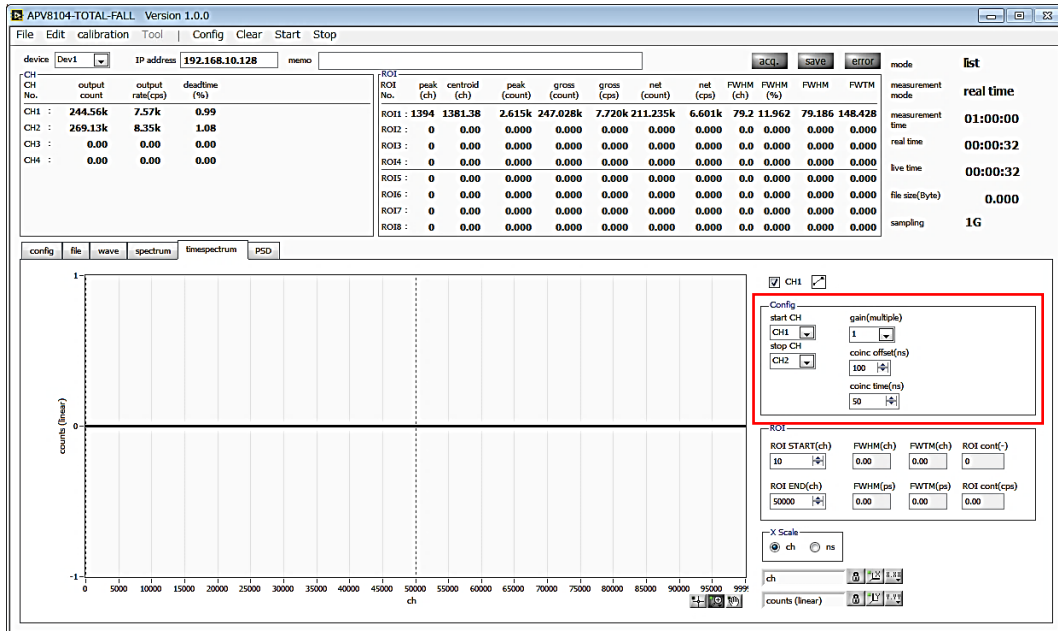 APV8104-TOTAL-FALL Version 1.0.0
File Edit calibration Tool | Config Clear Start Stop
device Dev1 IP address 192.168.10.128 memo acq. save error
mode list
measurement mode real time
measurement time 01:00:00
real time 00:00:32
live time 00:00:32
file size(Byte) 0.000
sampling 1G
CH
CH No. output count output rate(cps) deadtime (%)
CH1 : 244.56k 7.57k 0.99
CH2 : 269.13k 8.35k 1.08
CH3 : 0.00 0.00 0.00
CH4 : 0.00 0.00 0.00
ROI
ROI No. peak (ch) centroid (ch) peak (count) gross (count) gross (cps) net (count) net (cps) FWHM (ch) FWHM (%) FWHM FWTM
ROI1 : 1394 1381.38 2.615k 247.028k 7.720k 211.235k 6.601k 79.2 11.962 79.186 148.428
ROI2 : 0 0.00 0.000 0.000 0.000 0.000 0.000 0.0 0.000 0.000 0.000
ROI3 : 0 0.00 0.000 0.000 0.000 0.000 0.000 0.0 0.000 0.000 0.000
ROI4 : 0 0.00 0.000 0.000 0.000 0.000 0.000 0.0 0.000 0.000 0.000
ROI5 : 0 0.00 0.000 0.000 0.000 0.000 0.000 0.0 0.000 0.000 0.000
ROI6 : 0 0.00 0.000 0.000 0.000 0.000 0.000 0.0 0.000 0.000 0.000
ROI7 : 0 0.00 0.000 0.000 0.000 0.000 0.000 0.0 0.000 0.000 0.000
ROI8 : 0 0.00 0.000 0.000 0.000 0.000 0.000 0.0 0.000 0.000 0.000
config file wave spectrum timespectrum PSD
1
0
-1
counts (linear)
0 5000 10000 15000 20000 25000 30000 35000 40000 45000 50000 55000 60000 65000 70000 75000 80000 85000 90000 95000 999
ch
CH1
Config
start CH gain(multiple)
CH1 1
stop CH coinc offset(ns)
CH2 100
coinc time(ns)
50
ROI
ROI START(ch) FWHM(ch) FWTM(ch) ROI cont(-)
10 0.00 0.00 0
ROI END(ch) FWHM(ps) FWTM(ps) ROI cont(cps)
50000 0.00 0.00 0.00
X Scale
ch ns
ch
counts (linear)